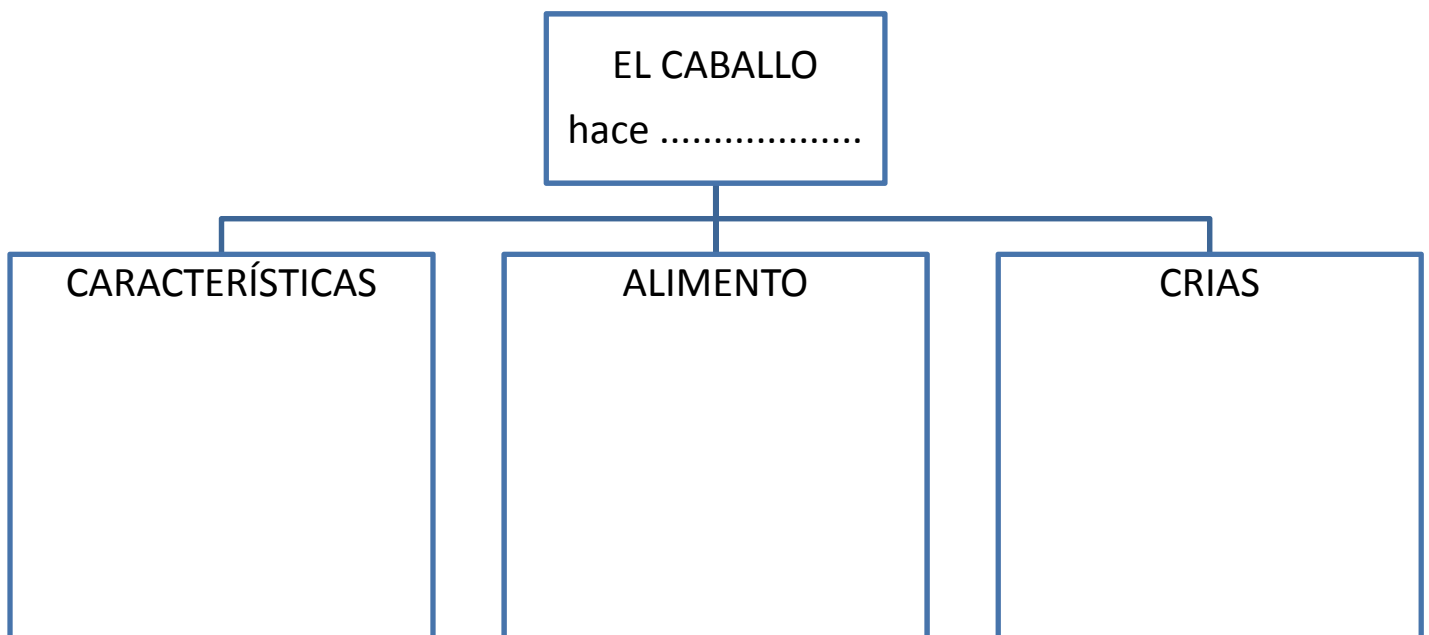 EL CABALLO
hace ...................
CARACTERÍSTICAS
ALIMENTO
CRIAS